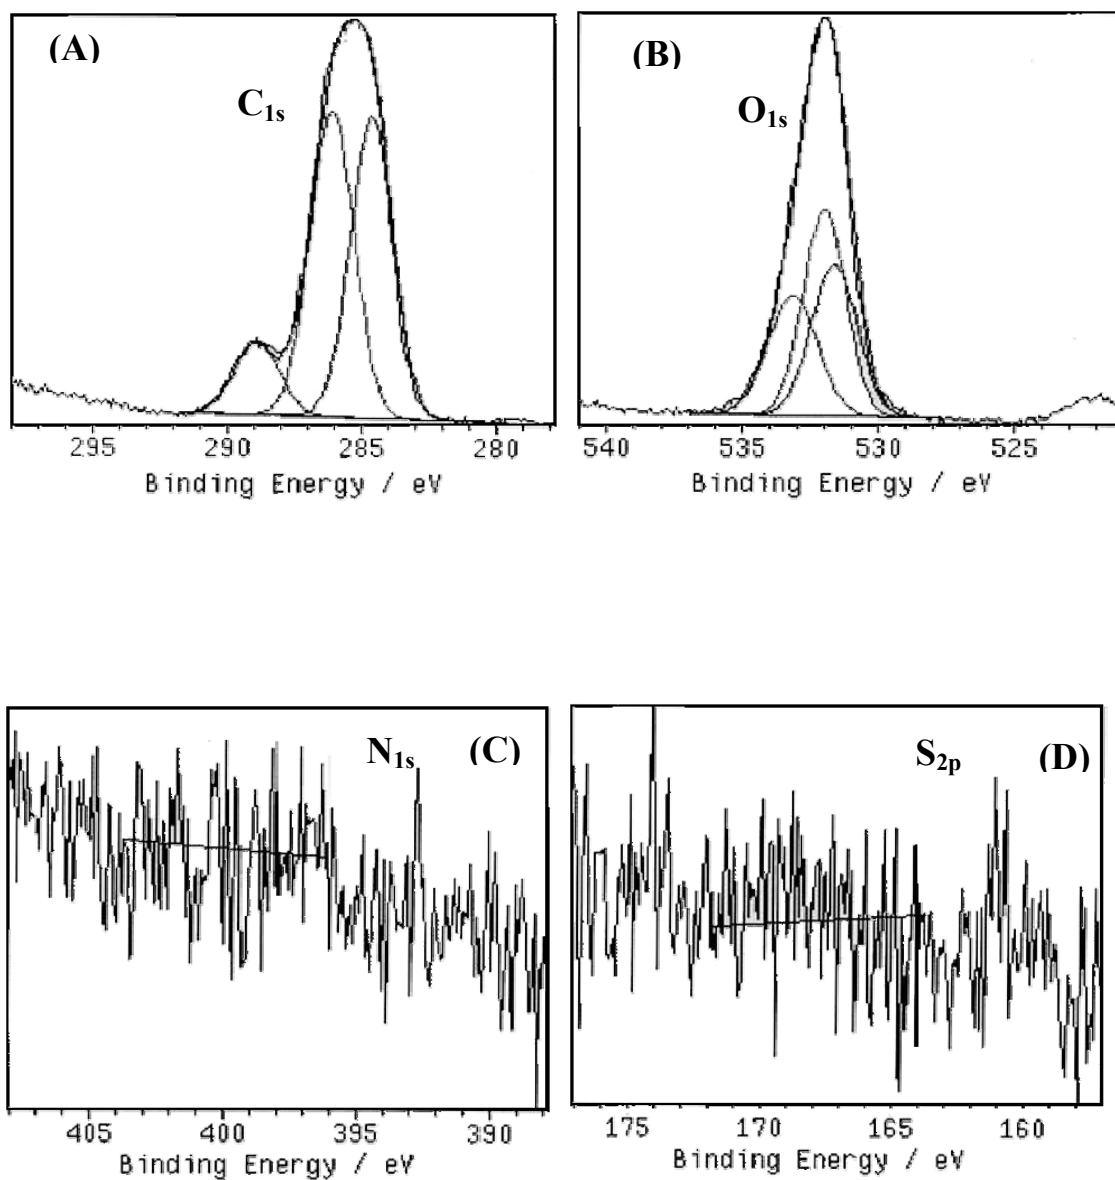 (A)
C1s
295 290 285 280
Binding Energy / eV
(B)
O1s
540 535 530 525
Binding Energy / eV
N1s (C)
405 400 395 390
Binding Energy / eV
S2p (D)
175 170 165 160
Binding Energy / eV